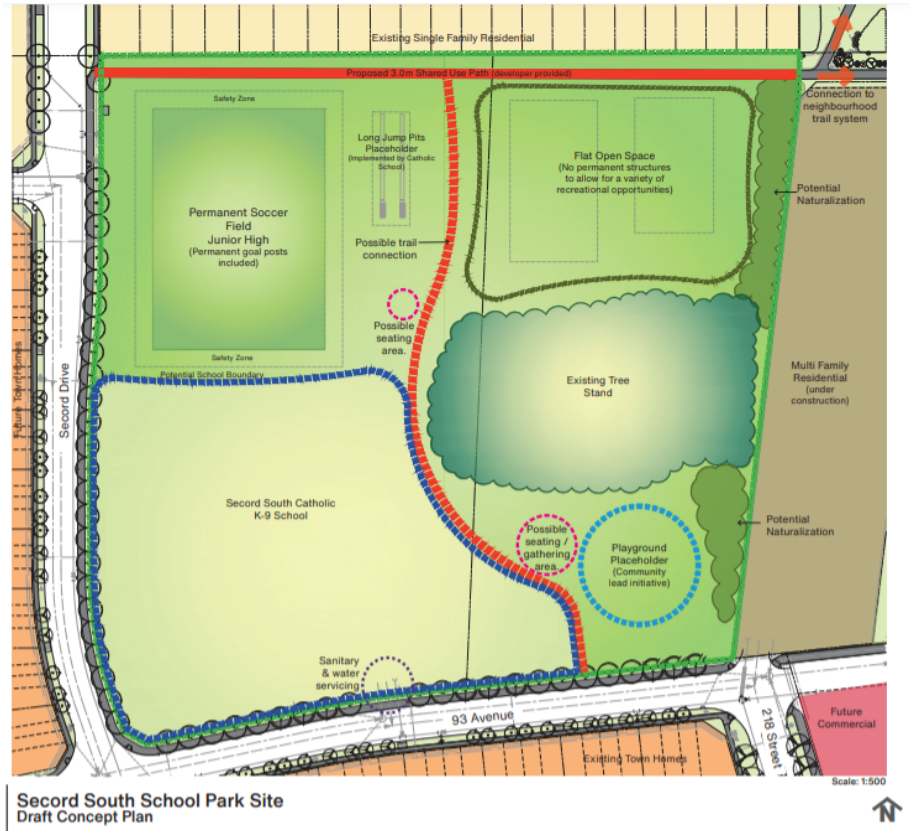 Existing Single Family Residential
Proposed 3.0m Shared Use Path (developer provided)
Connection to
neighbourhood
trail system
Safety Zone
Long Jump Pits
Placeholder
(Implemented by Catholic
School)
Flat Open Space
(No permanent structures
to allow for a variety of
recreational opportunities)
Potential
Naturalization
Permanent Soccer
Field
Junior High
(Permanent goal posts
included)
Possible trail
connection
Possible
seating
area.
Safety Zone
Potential School Boundary
Existing Tree
Stand
Multi Family
Residential
(under
construction)
Future Town Homes
Secord Drive
Secord South Catholic
K-9 School
Possible
seating /
gathering
area.
Playground
Placeholder
(Community
lead initiative)
Potential
Naturalization
Sanitary
& water
servicing
93 Avenue
218 Street
Future
Commercial
Existing Town Homes
Scale: 1:500
Secord South School Park Site
Draft Concept Plan
N